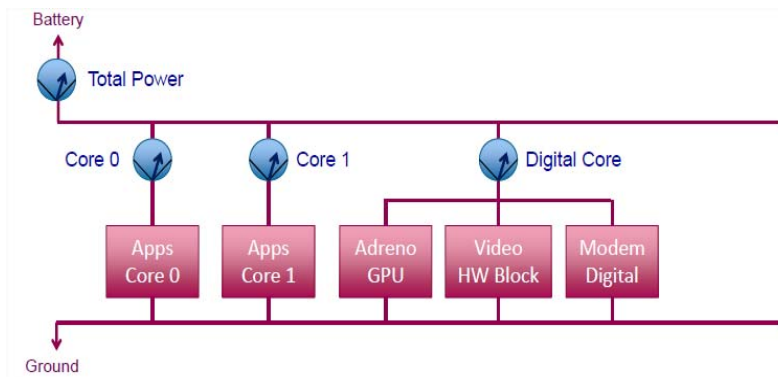 Battery
Total Power
Core 0
Core 1
Digital Core
Apps
Core 0
Apps
Core 1
Adreno
GPU
Video
HW Block
Modem
Digital
Ground